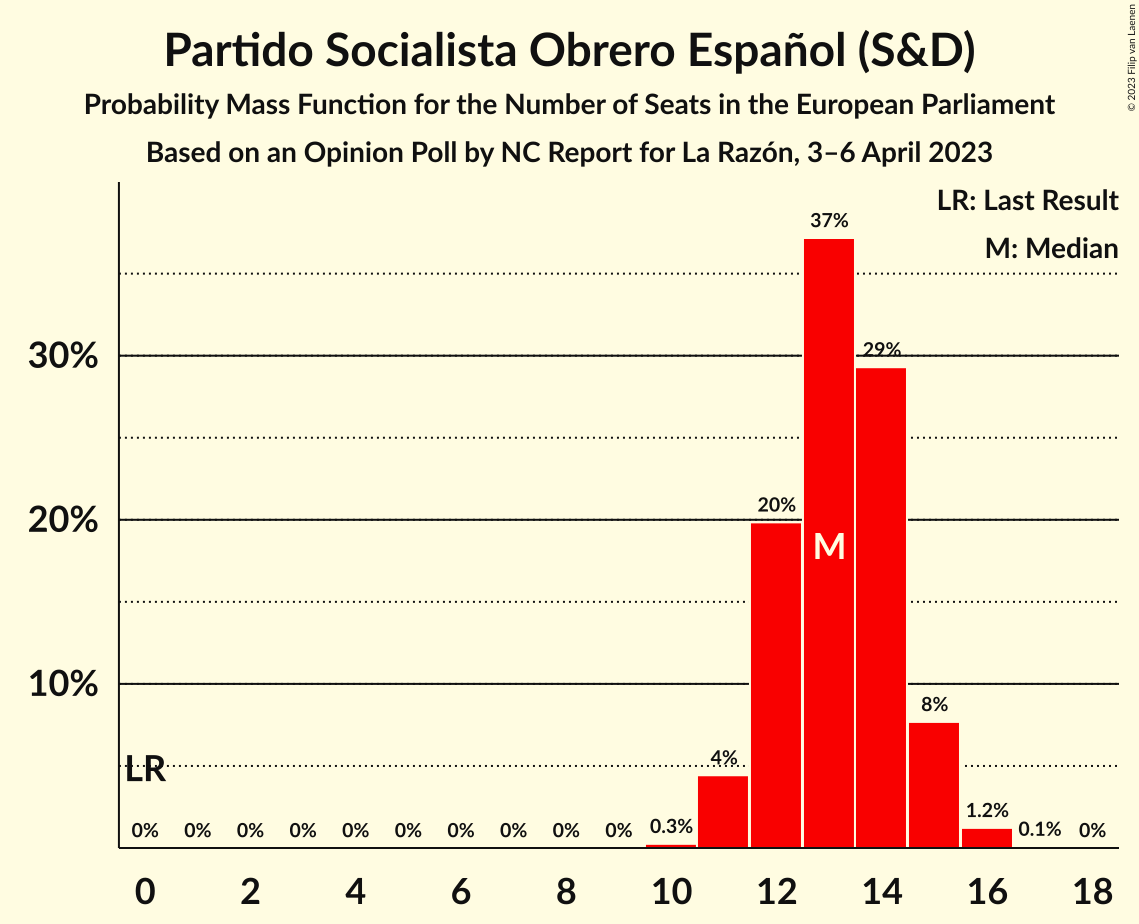 Partido Socialista Obrero Español (S&D)
Probability Mass Function for the Number of Seats in the European Parliament
Based on an Opinion Poll by NC Report for La Razón, 3–6 April 2023
© 2023 Filip van Laenen
LR: Last Result
M: Median
37%
30%
29%
20%
20%
M
10%
8%
4%
LR
0% 0% 0% 0% 0% 0% 0% 0% 0% 0% 0.3% 1.2% 0.1% 0%
0 2 4 6 8 10 12 14 16 18